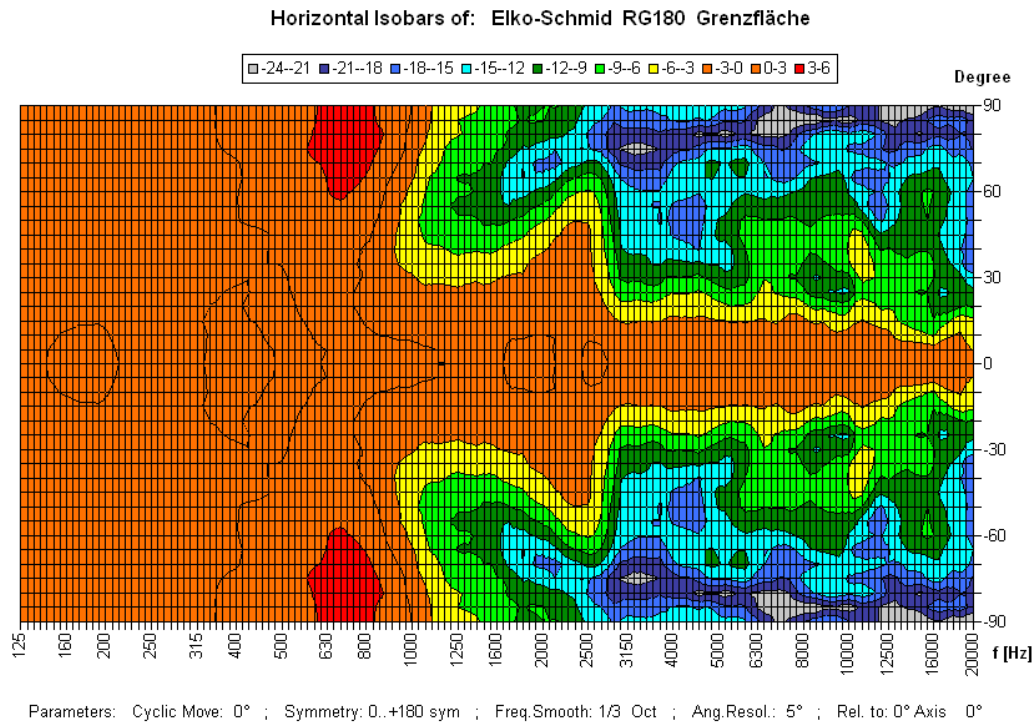 Horizontal Isobars of: Elko-Schmid RG180 Grenzfläche
-24--21 -21--18 -18--15 -15--12 -12--9 -9--6 -6--3 -3-0 0-3 3-6
Degree
90
60
30
0
-30
-60
-90
125 160 200 250 315 400 500 630 800 1000 1250 1600 2000 2500 3150 4000 5000 6300 8000 10000 12500 16000 20000
f [Hz]
Parameters: Cyclic Move: 0° ; Symmetry: 0..+180 sym ; Freq.Smooth: 1/3 Oct ; Ang.Resol.: 5° ; Rel. to: 0° Axis 0°